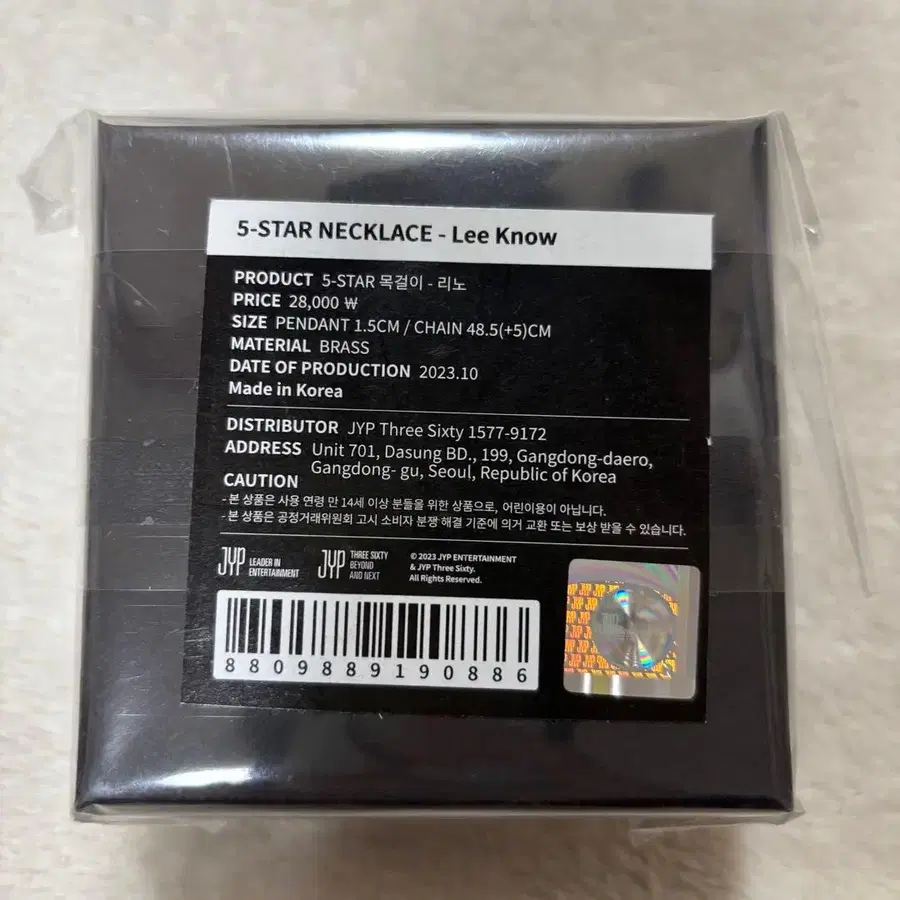 5-STAR NECKLACE - Lee Know
PRODUCT 5-STAR 목걸이 - 리노
PRICE 28,000 ₩
SIZE PENDANT 1.5CM / CHAIN 48.5(+5)CM
MATERIAL BRASS
DATE OF PRODUCTION 2023.10
Made in Korea
DISTRIBUTOR JYP Three Sixty 1577-9172
ADDRESS Unit 701, Dasung BD., 199, Gangdong-daero,
Gangdong- gu, Seoul, Republic of Korea
CAUTION
- 본 상품은 사용 연령 만 14세 이상 분들을 위한 상품으로, 어린이용이 아닙니다.
- 본 상품은 공정거래위원회 고시 소비자 분쟁 해결 기준에 의거 교환 또는 보상 받을 수 있습니다.
JYP LEADER IN
ENTERTAINMENT
JYP THREE SIXTY
BEYOND
AND NEXT
© 2023 JYP ENTERTAINMENT
& JYP Three Sixty.
All Rights Reserved.
8809889190886
JYP JYP JYP